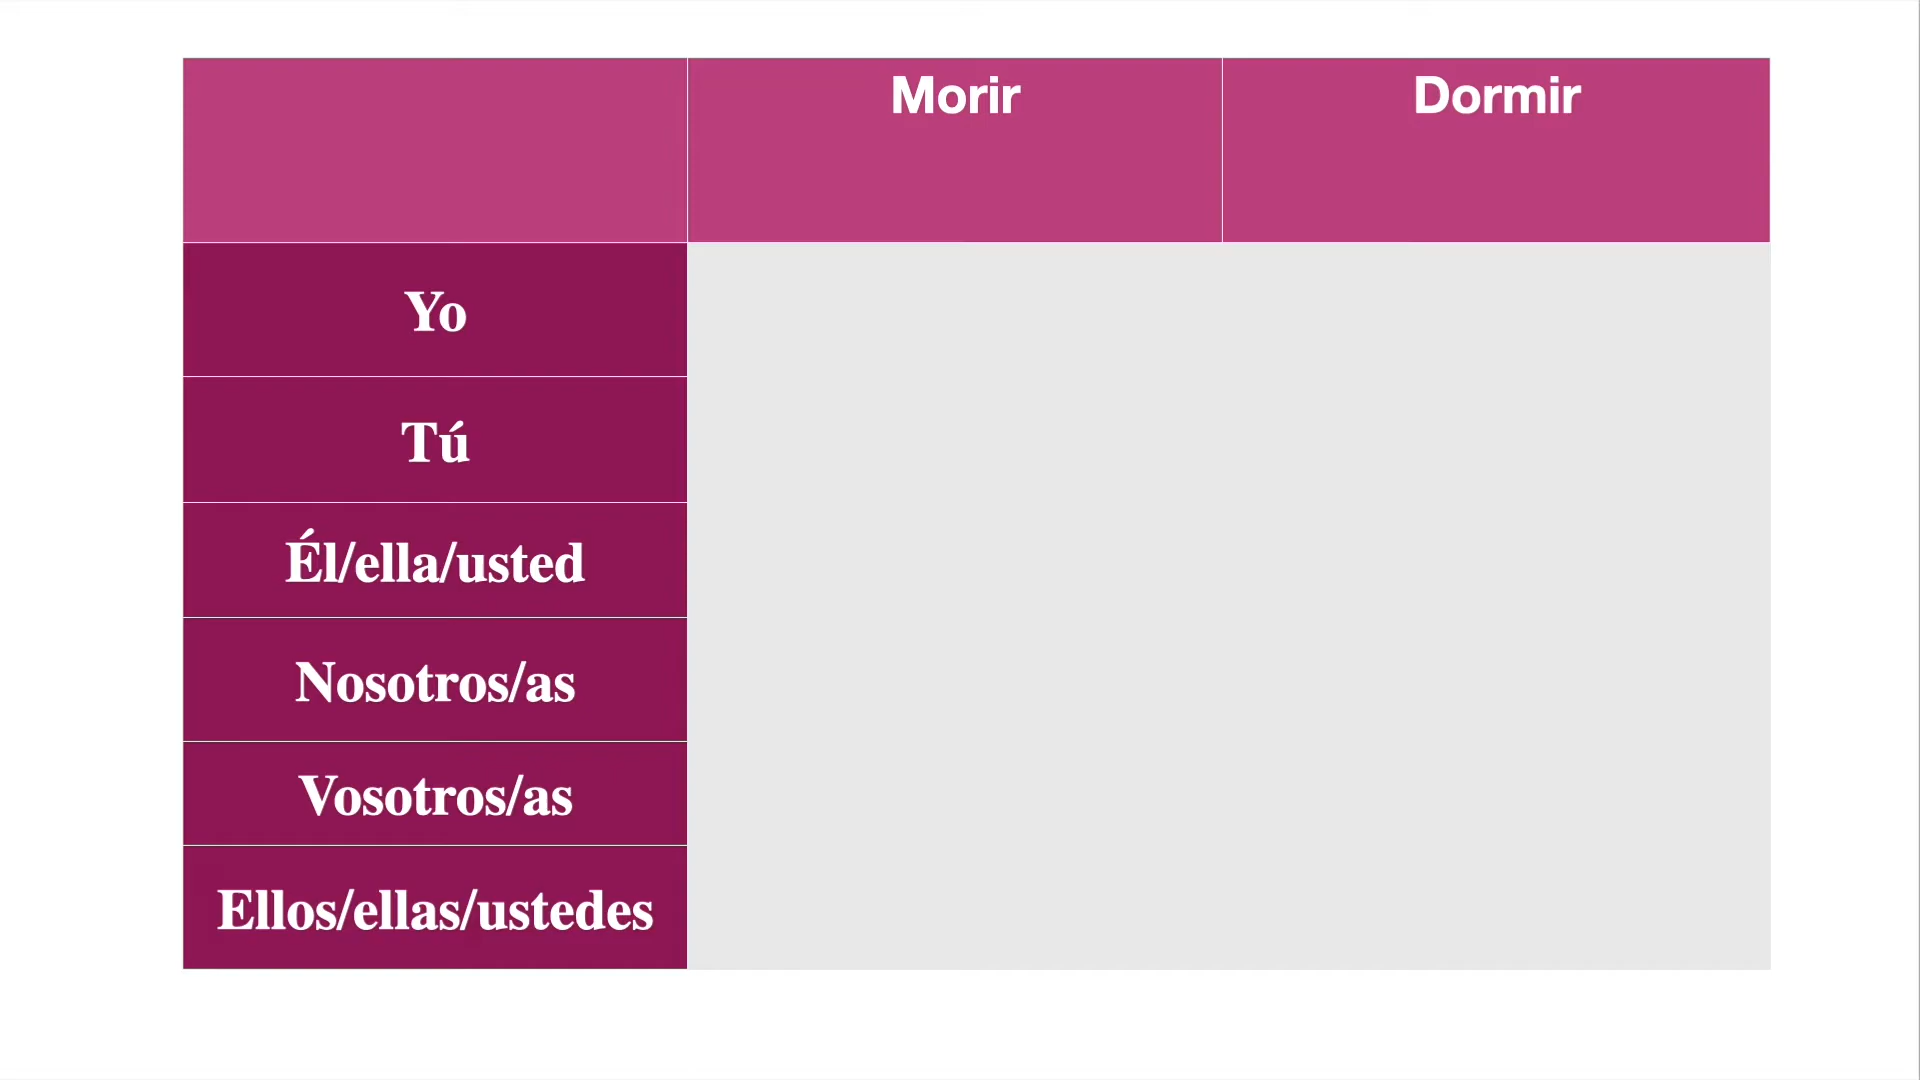 Morir
Dormir
Yo
Tú
Él/ella/usted
Nosotros/as
Vosotros/as
Ellos/ellas/ustedes